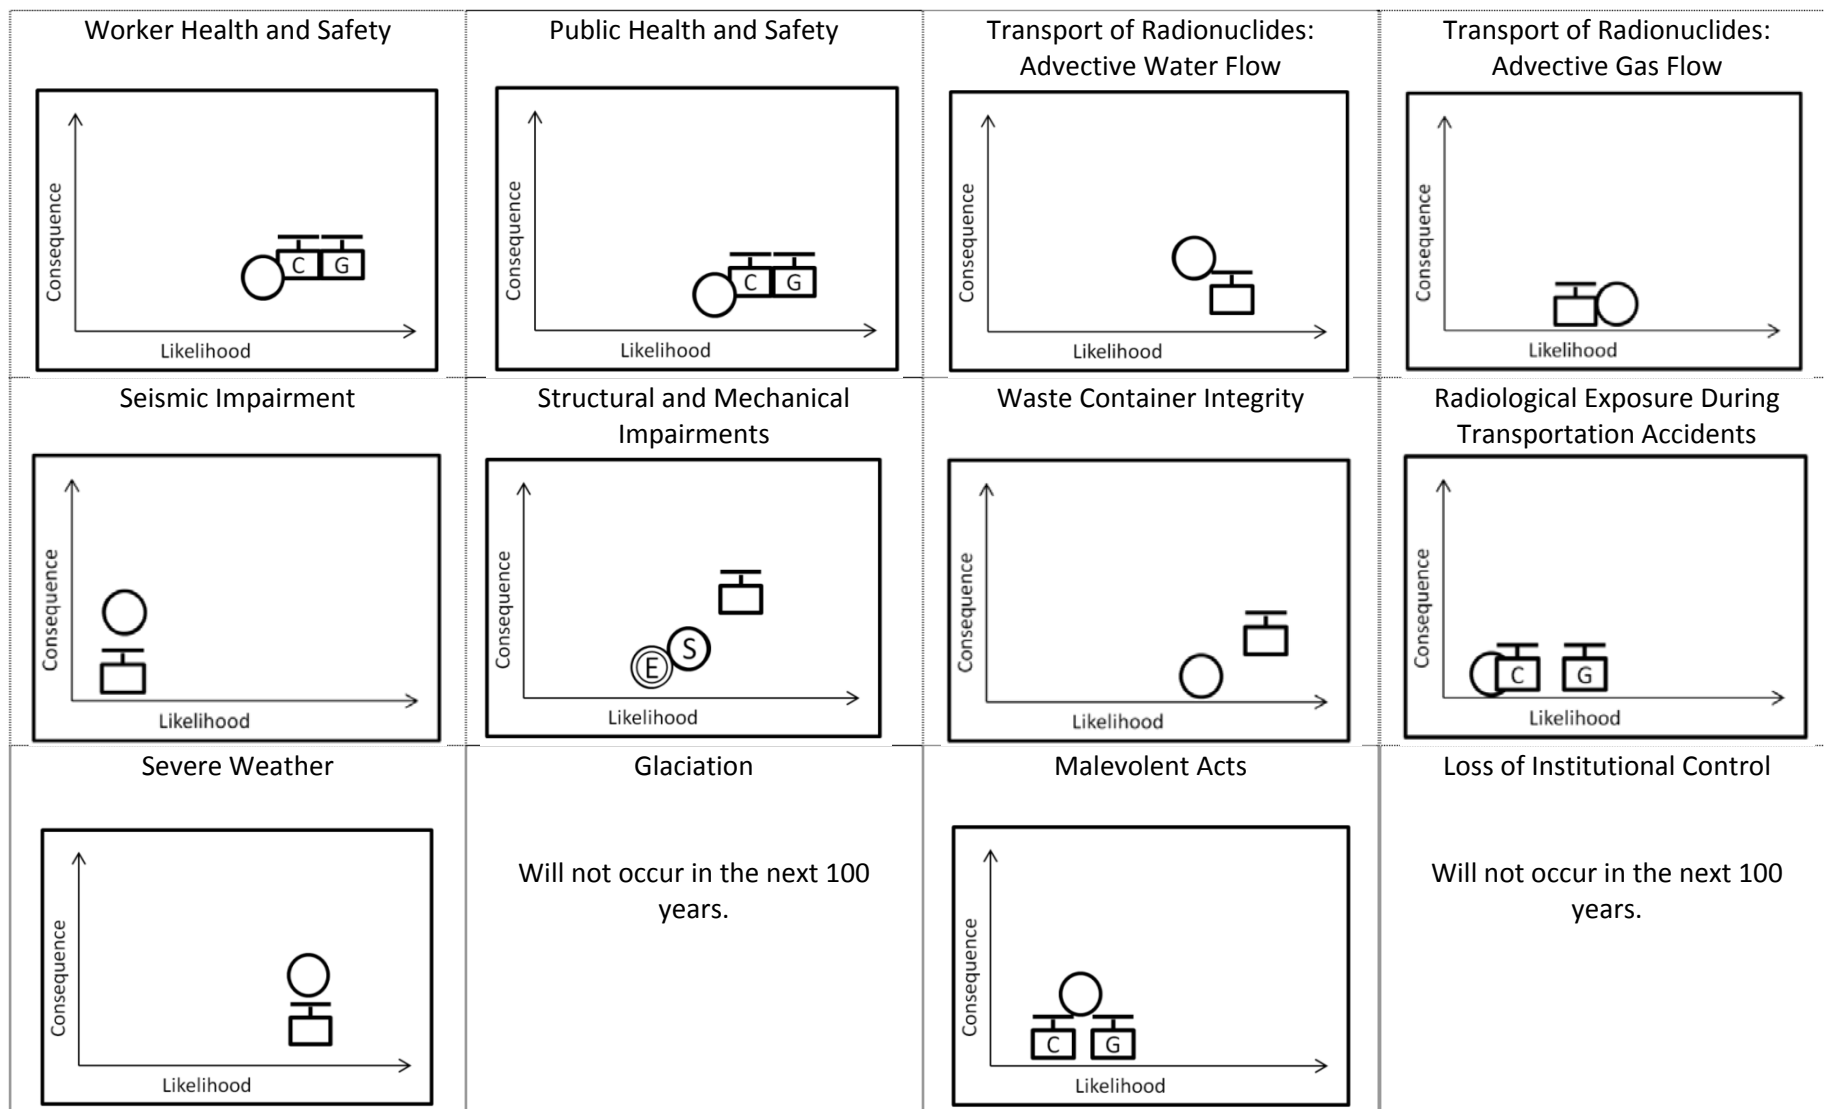 Worker Health and Safety
Consequence
C
G
Likelihood
Public Health and Safety
Consequence
C
G
Likelihood
Transport of Radionuclides:
Advective Water Flow
Consequence
Likelihood
Transport of Radionuclides:
Advective Gas Flow
Consequence
Likelihood
Seismic Impairment
Consequence
Likelihood
Structural and Mechanical
Impairments
Consequence
E
S
Likelihood
Waste Container Integrity
Consequence
Likelihood
Radiological Exposure During
Transportation Accidents
Consequence
C
G
Likelihood
Severe Weather
Consequence
Likelihood
Glaciation
Will not occur in the next 100
years.
Malevolent Acts
Consequence
C
G
Likelihood
Loss of Institutional Control
Will not occur in the next 100
years.